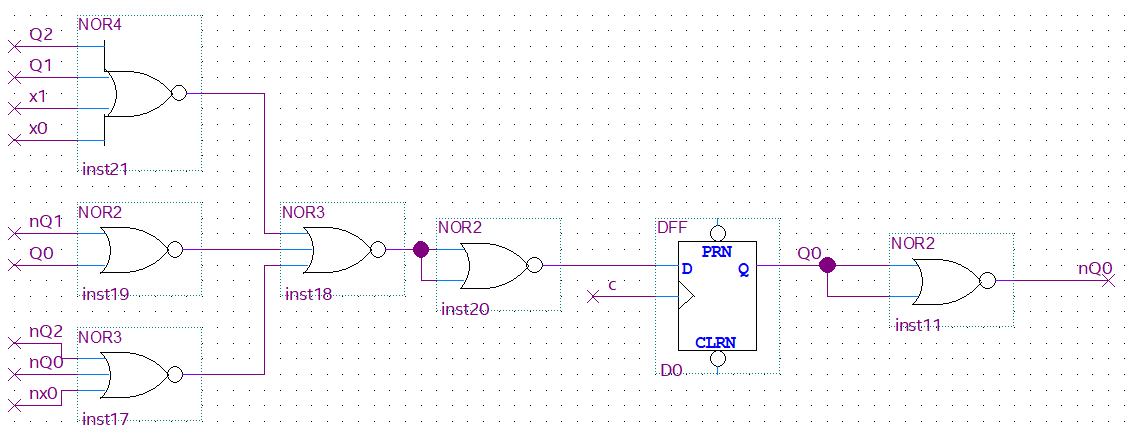 NOR4
Q2
Q1
x1
x0
inst21
NOR2
nQ1
Q0
inst19
NOR3
inst18
NOR2
inst20
NOR3
nQ2
nQ0
nx0
inst17
DFF
PRN
D
Q
c
CLRN
D0
Q0
NOR2
nQ0
inst11